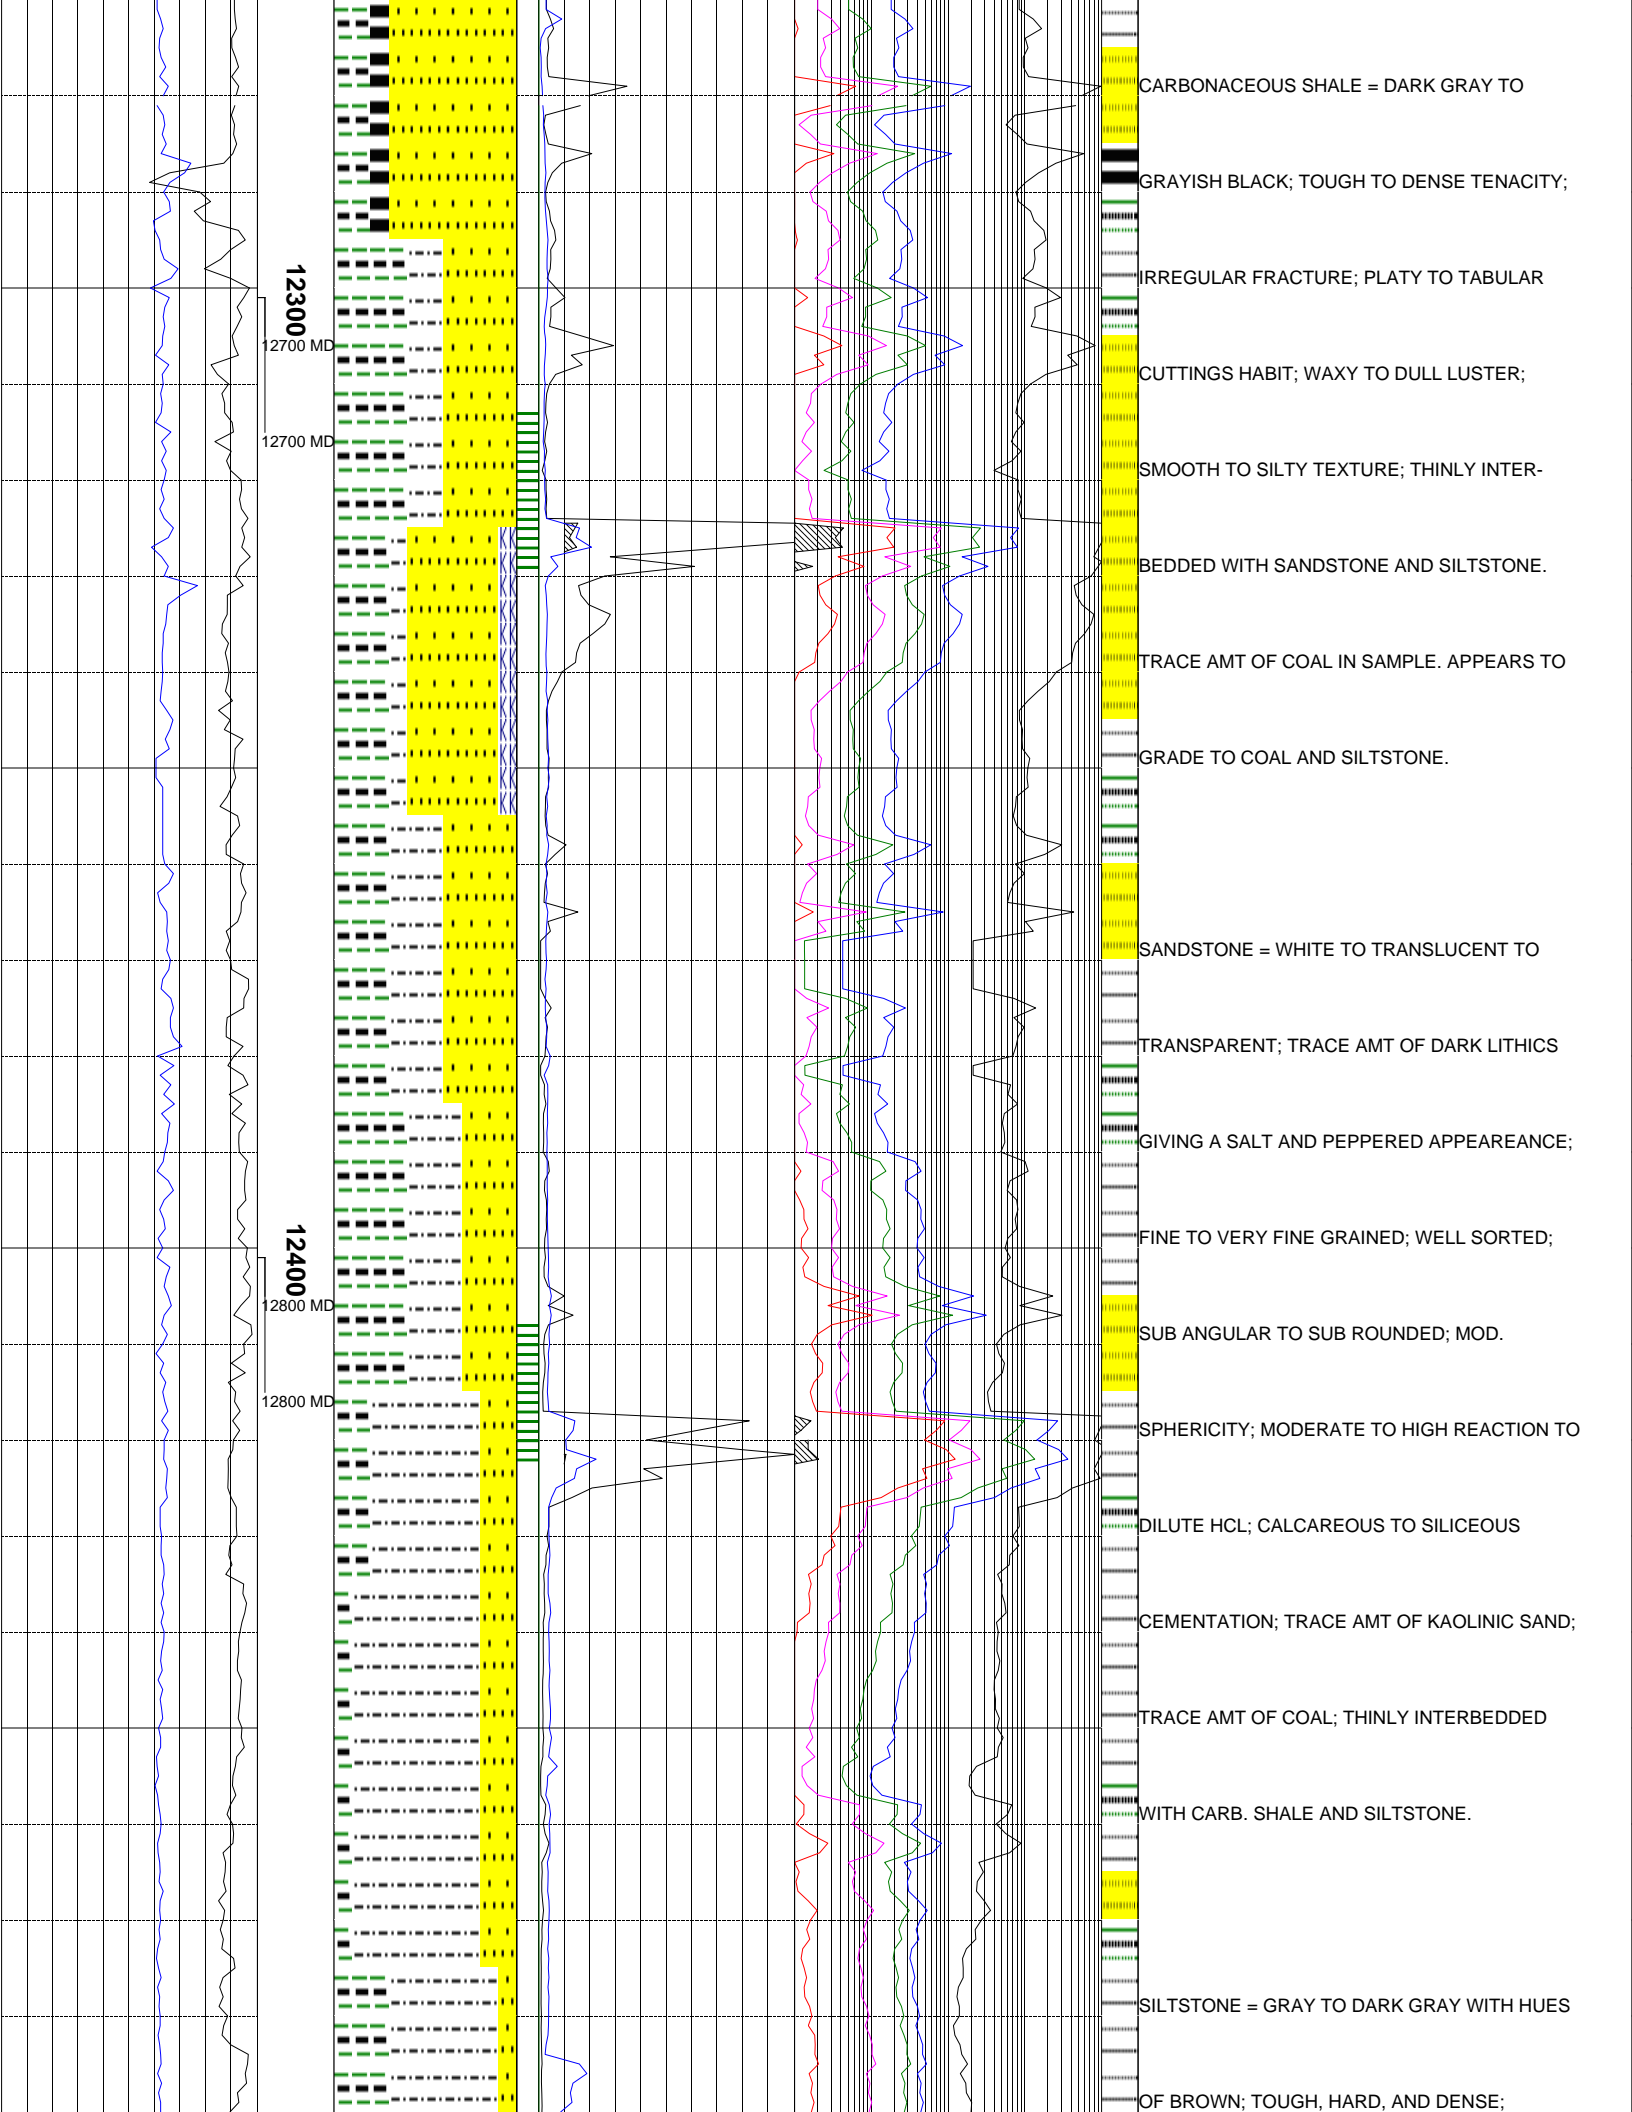 12300
12700 MD
12700 MD
12400
12800 MD
12800 MD
CARBONACEOUS SHALE = DARK GRAY TO
GRAYISH BLACK; TOUGH TO DENSE TENACITY;
IRREGULAR FRACTURE; PLATY TO TABULAR
CUTTINGS HABIT; WAXY TO DULL LUSTER;
SMOOTH TO SILTY TEXTURE; THINLY INTER-
BEDDED WITH SANDSTONE AND SILTSTONE.
TRACE AMT OF COAL IN SAMPLE. APPEARS TO
GRADE TO COAL AND SILTSTONE.
SANDSTONE = WHITE TO TRANSLUCENT TO
TRANSPARENT; TRACE AMT OF DARK LITHICS
GIVING A SALT AND PEPPERED APPEAREANCE;
FINE TO VERY FINE GRAINED; WELL SORTED;
SUB ANGULAR TO SUB ROUNDED; MOD.
SPHERICITY; MODERATE TO HIGH REACTION TO
DILUTE HCL; CALCAREOUS TO SILICEOUS
CEMENTATION; TRACE AMT OF KAOLINIC SAND;
TRACE AMT OF COAL; THINLY INTERBEDDED
WITH CARB. SHALE AND SILTSTONE.
SILTSTONE = GRAY TO DARK GRAY WITH HUES
OF BROWN; TOUGH, HARD, AND DENSE;